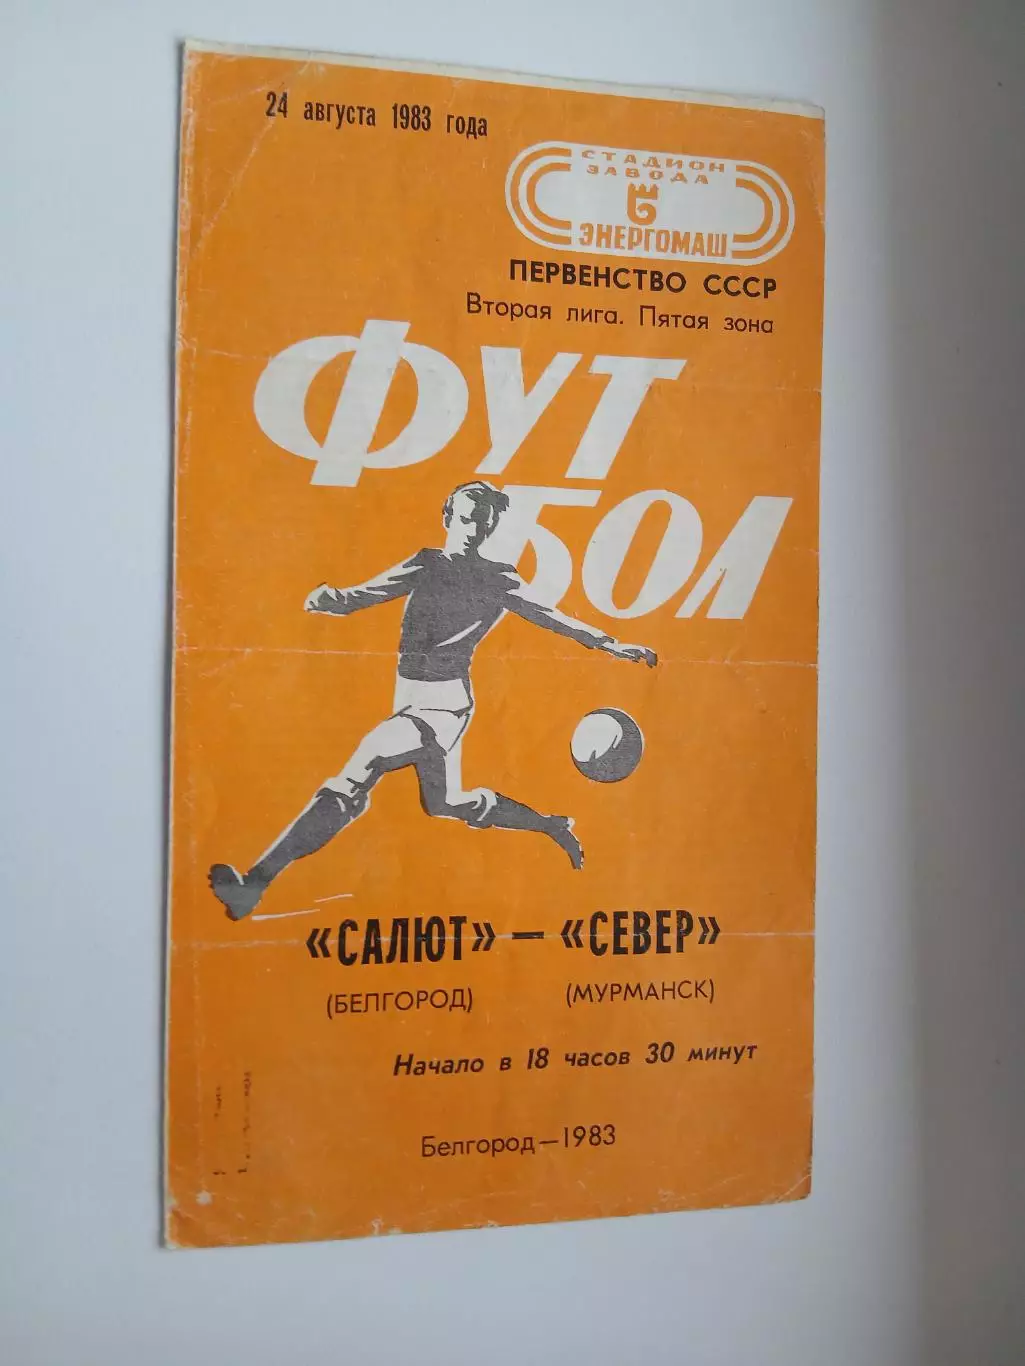 24 августа 1983 года
СТАДИОН
ЗАВОДА
ЭНЕРГОМАШ
ПЕРВЕНСТВО СССР
Вторая лига. Пятая зона
ФУТ
БОЛ
«САЛЮТ» — «СЕВЕР»
(БЕЛГОРОД) (МУРМАНСК)
Начало в 18 часов 30 минут
Белгород—1983